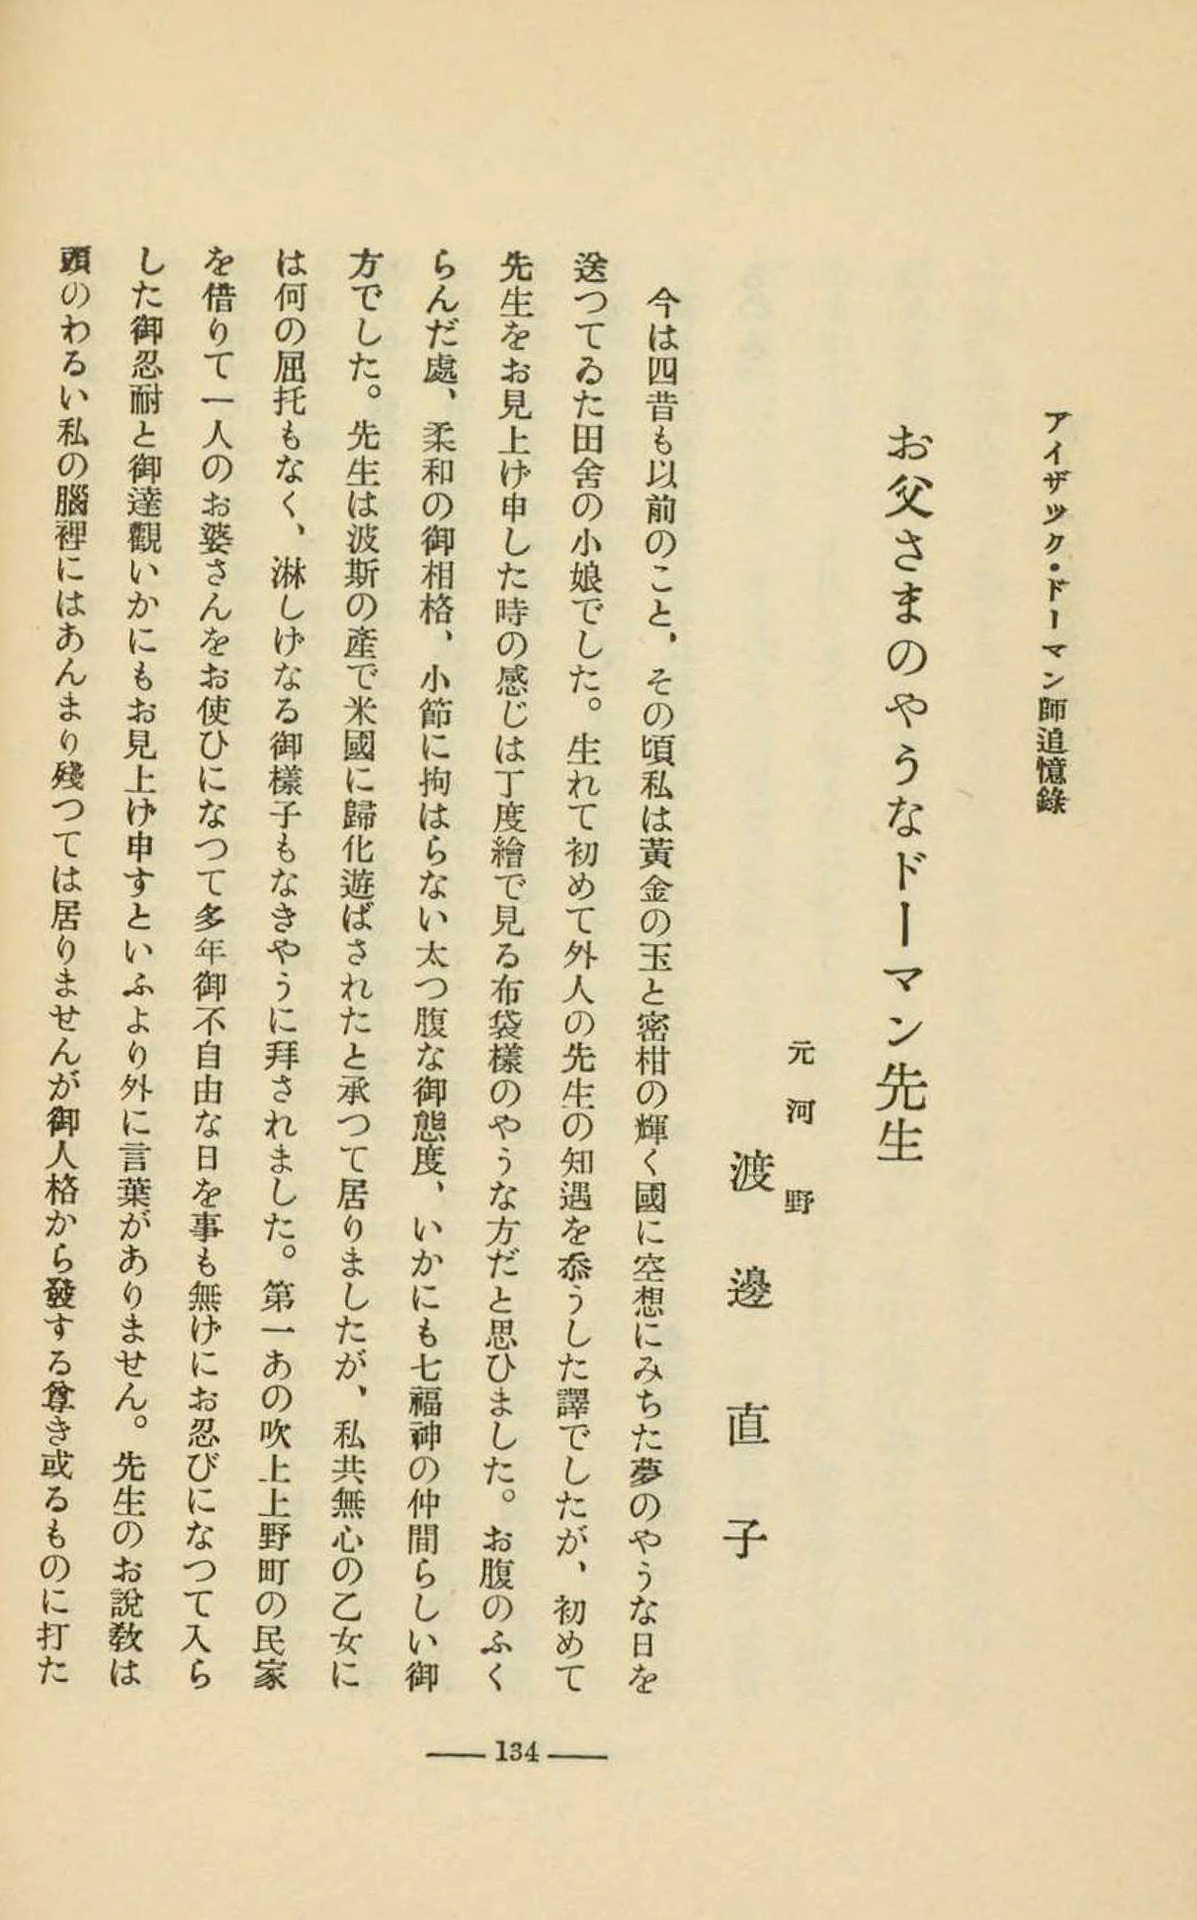 アイザック・ドーマン師追憶錄
お父さまのやうなドーマン先生
元河野
渡邊直子
今は四昔も以前のこと、その頃私は黃金の玉と密柑の輝く國に空想にみちた夢のやうな日を
送つてゐた田舍の小娘でした。生れて初めて外人の先生の知遇を忝うした譯でしたが、初めて
先生をお見上げ申した時の感じは丁度繪で見る布袋樣のやうな方だと思ひました。お腹のふく
らんだ處、柔和の御相格、小節に拘はらない太つ腹な御態度、いかにも七福神の仲間らしい御
方でした。先生は波斯の產で米國に歸化遊ばされたと承つて居りましたが、私共無心の乙女に
は何の屈托もなく、淋しげなる御樣子もなきやうに拜されました。第一あの吹上上野町の民家
を借りて一人のお婆さんをお使ひになつて多年御不自由な日を事も無げにお忍びになつて入ら
した御忍耐と御達觀いかにもお見上げ申すといふより外に言葉がありません。先生のお說敎は
頭のわるい私の腦裡にはあんまり殘つては居りませんが御人格から發する尊き或るものに打た
134